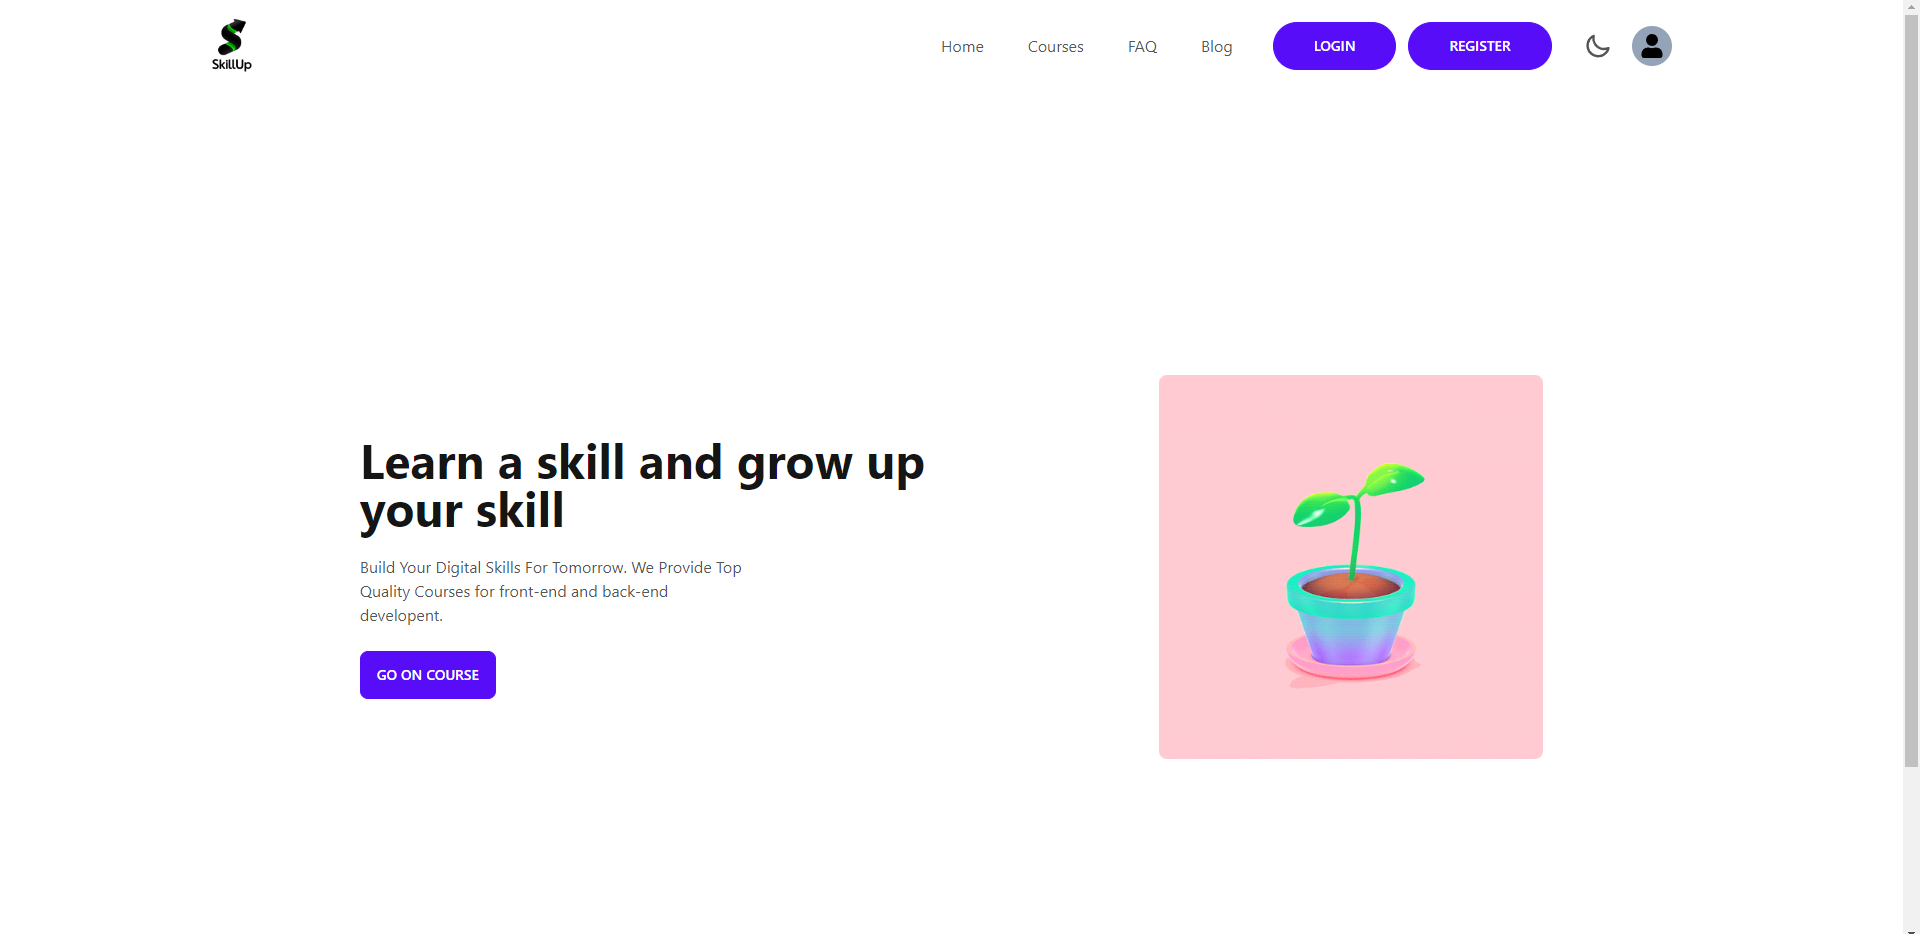 SkillUp
Home
Courses
FAQ
Blog
LOGIN
REGISTER
Learn a skill and grow up
your skill
Build Your Digital Skills For Tomorrow. We Provide Top
Quality Courses for front-end and back-end
developent.
GO ON COURSE